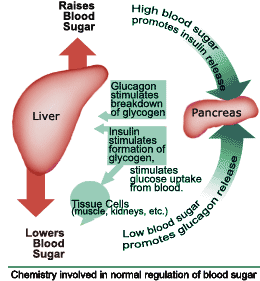 Raises
Blood
Sugar
High blood sugar
promotes insulin release
Glucagon
stimulates
breakdown
of glycogen
Liver
Pancreas
Insulin
stimulates
formation of
glycogen.
stimulates
glucose uptake
from blood.
Tissue Cells
(muscle, kidneys, etc.)
Low blood sugar
promotes glucagon release
Lowers
Blood
Sugar
Chemistry involved in normal regulation of blood sugar